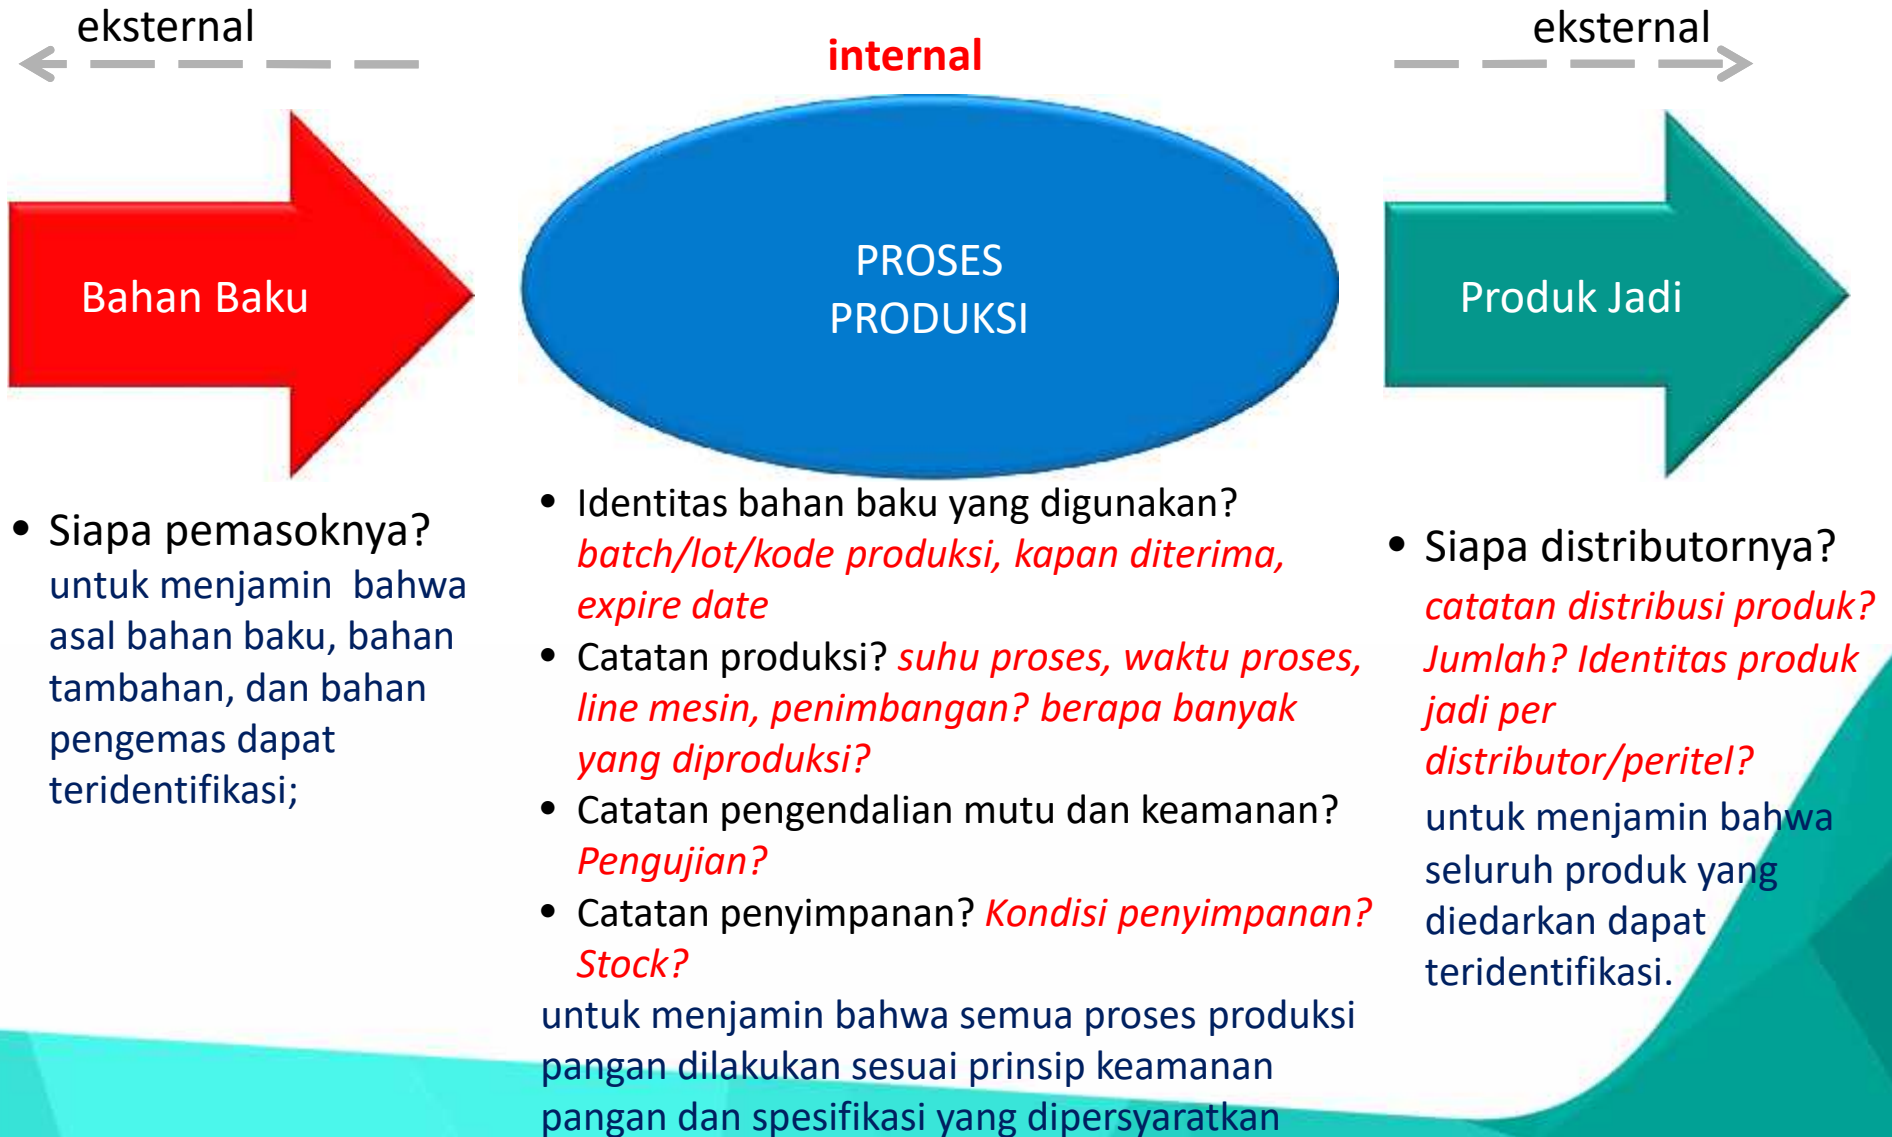 eksternal
internal
eksternal
Bahan Baku
PROSES
PRODUKSI
Produk Jadi
• Siapa pemasoknya?
untuk menjamin bahwa
asal bahan baku, bahan
tambahan, dan bahan
pengemas dapat
teridentifikasi;
• Identitas bahan baku yang digunakan?
batch/lot/kode produksi, kapan diterima,
expire date
• Catatan produksi? suhu proses, waktu proses,
line mesin, penimbangan? berapa banyak
yang diproduksi?
• Catatan pengendalian mutu dan keamanan?
Pengujian?
• Catatan penyimpanan? Kondisi penyimpanan?
Stock?
untuk menjamin bahwa semua proses produksi
pangan dilakukan sesuai prinsip keamanan
pangan dan spesifikasi yang dipersyaratkan
• Siapa distributornya?
catatan distribusi produk?
Jumlah? Identitas produk
jadi per
distributor/peritel?
untuk menjamin bahwa
seluruh produk yang
diedarkan dapat
teridentifikasi.